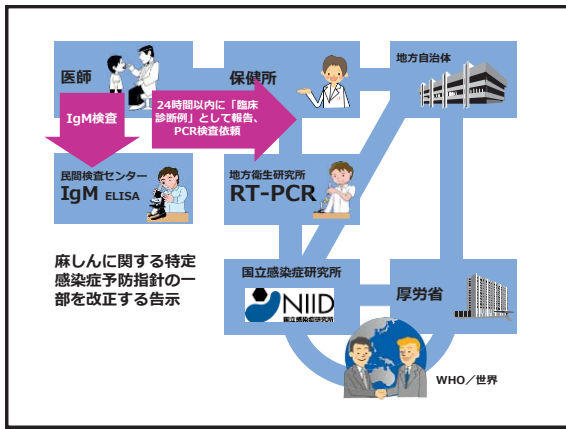 医師
保健所
地方自治体
IgM検査
24時間以内に「臨床
診断例」として報告、
PCR検査依頼
民間検査センター
IgM ELISA
地方衛生研究所
RT-PCR
麻しんに関する特定
感染症予防指針の一
部を改正する告示
国立感染症研究所
NIID
国立感染症研究所
厚労省
WHO／世界